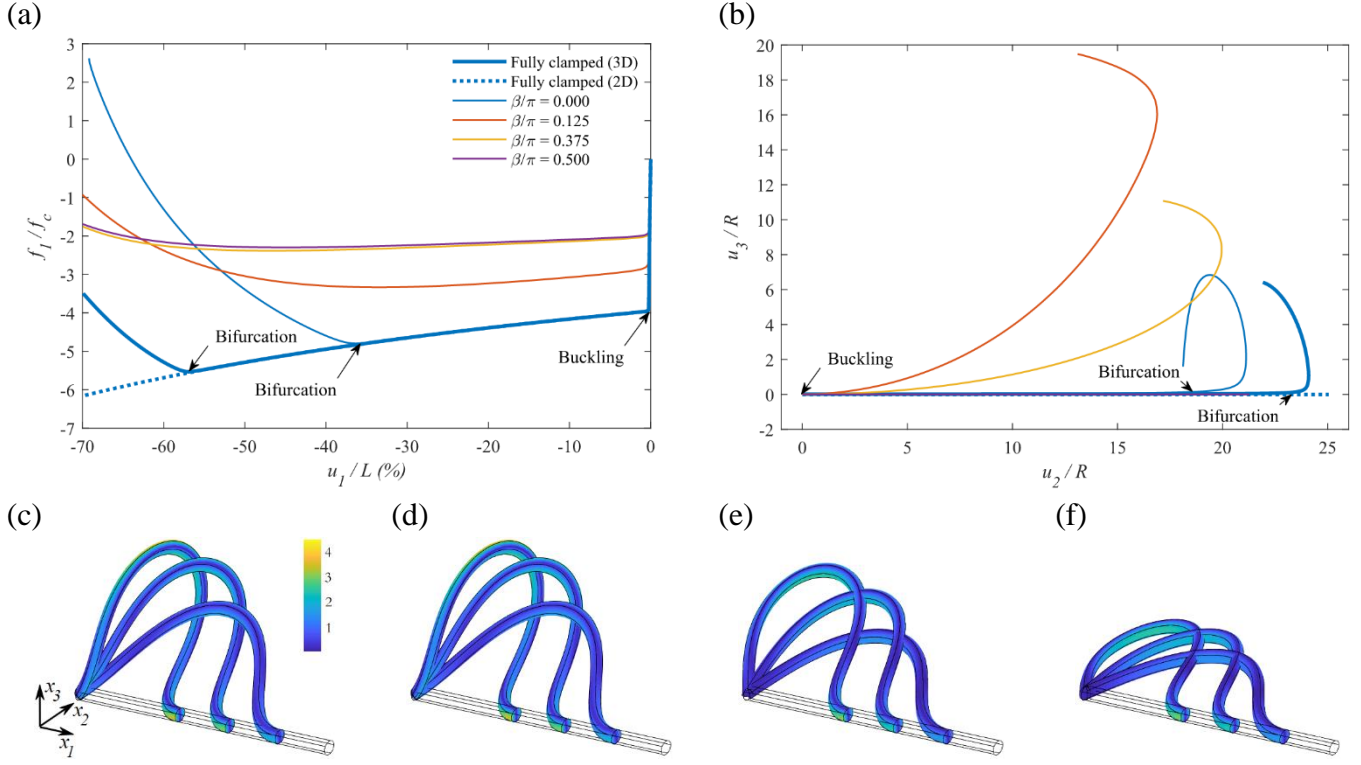 (a)
3
2
1
0
-1
-2
-3
-4
-5
-6
-7
f1 / fc
-70
-60
-50
-40
-30
-20
-10
0
u1 / L (%)
Fully clamped (3D)
Fully clamped (2D)
β/π = 0.000
β/π = 0.125
β/π = 0.375
β/π = 0.500
Bifurcation
Bifurcation
Buckling
(b)
20
18
16
14
12
10
8
6
4
2
0
-2
u3 / R
0
5
10
15
20
25
u2 / R
Buckling
Bifurcation
Bifurcation
(c)
4
3
2
1
x3
x2
x1
(d)
(e)
(f)